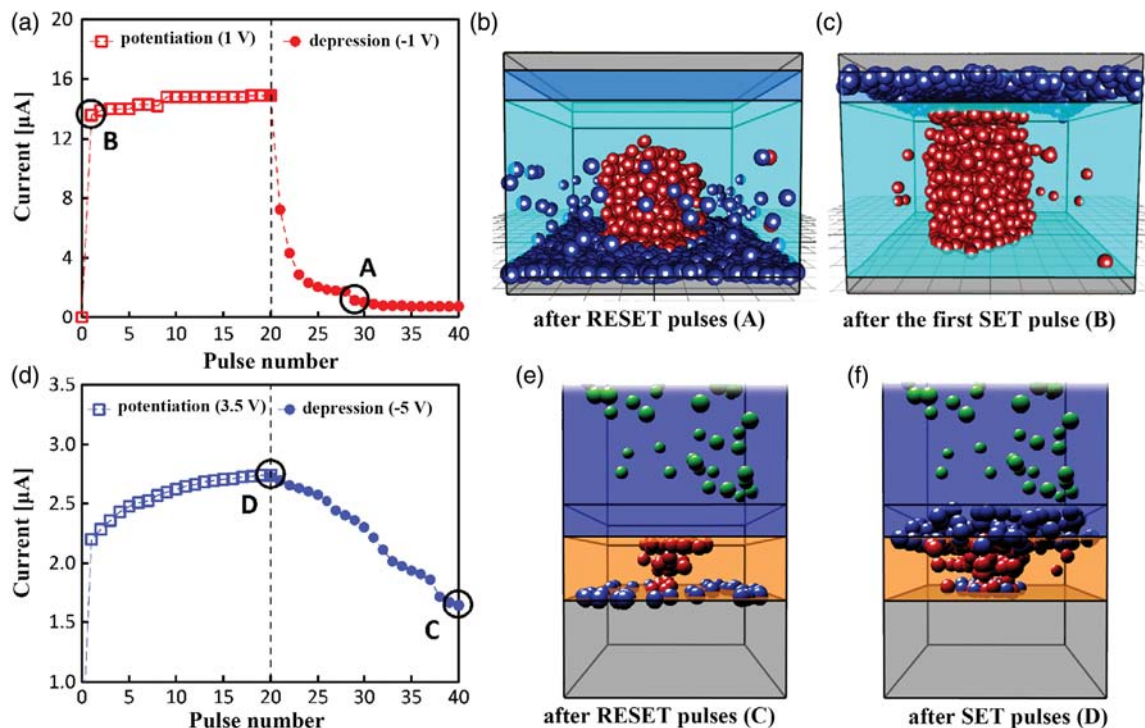 (a)
20
16
12
8
4
0
Current [µA]
potentiation (1 V)
depression (-1 V)
B
A
0 5 10 15 20 25 30 35 40
Pulse number
(b)
after RESET pulses (A)
(c)
after the first SET pulse (B)
(d)
3.5
3.0
2.5
2.0
1.5
1.0
Current [µA]
potentiation (3.5 V)
depression (-5 V)
D
C
0 5 10 15 20 25 30 35 40
Pulse number
(e)
after RESET pulses (C)
(f)
after SET pulses (D)